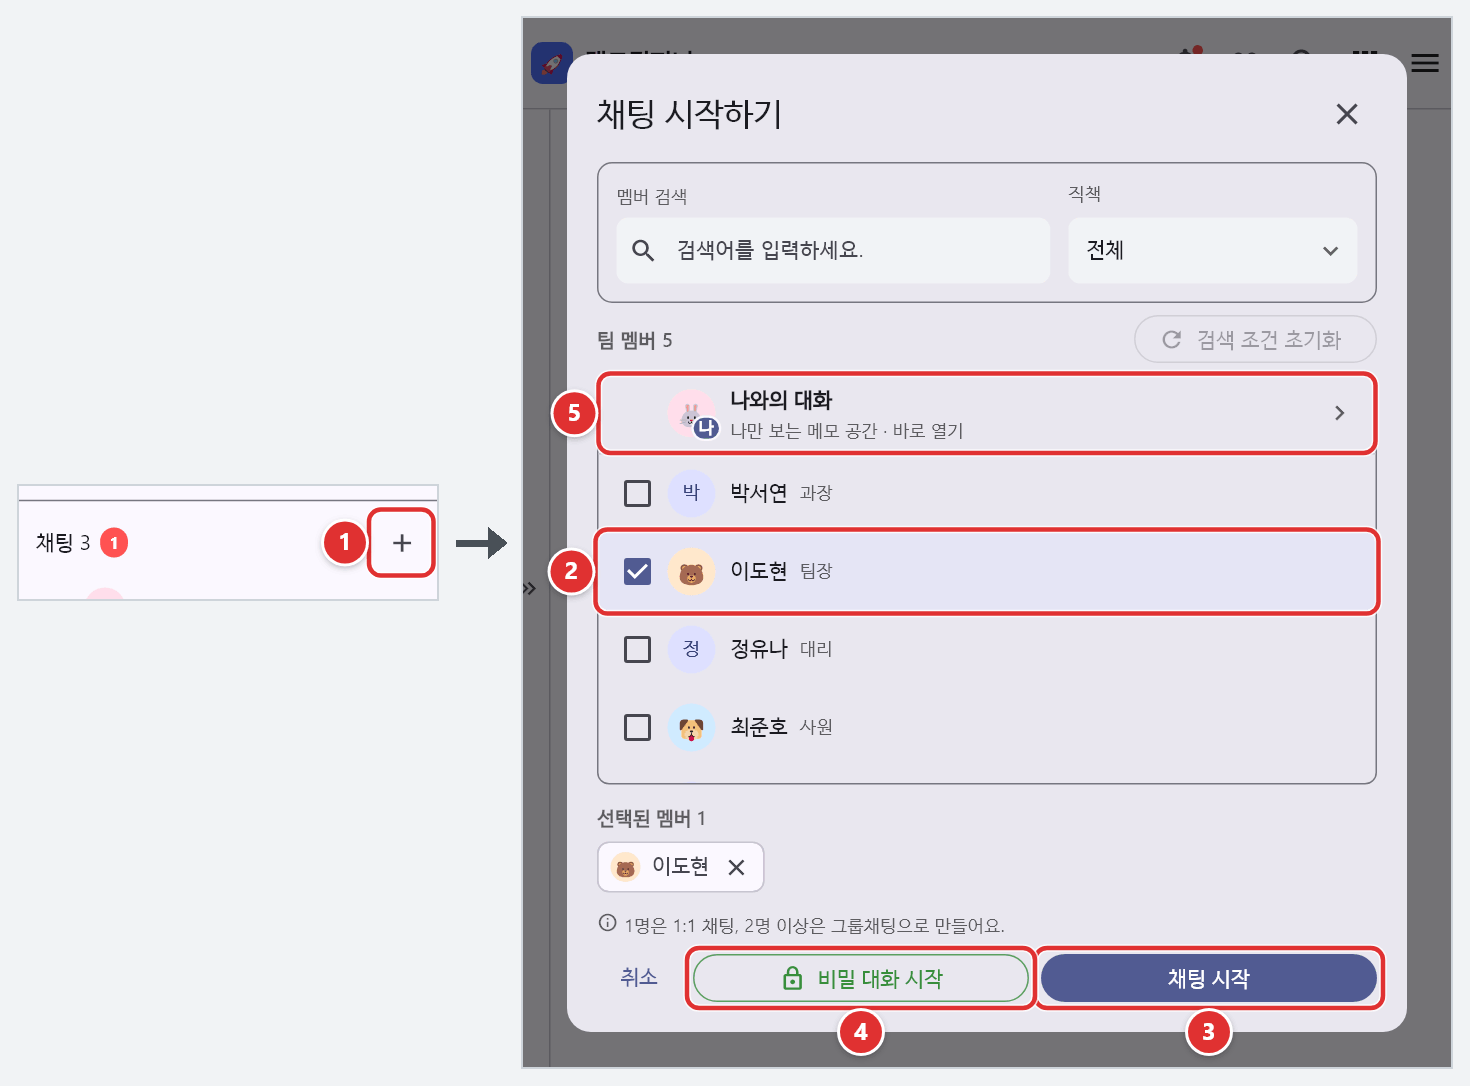 채팅 3 1
1
+
채팅 시작하기
멤버 검색
직책
검색어를 입력하세요.
전체
팀 멤버 5
검색 조건 초기화
5
나
나와의 대화
나만 보는 메모 공간 · 바로 열기
박 박서연 과장
2
이도현 팀장
정 정유나 대리
최준호 사원
선택된 멤버 1
이도현
1명은 1:1 채팅, 2명 이상은 그룹채팅으로 만들어요.
취소
비밀 대화 시작
채팅 시작
4
3